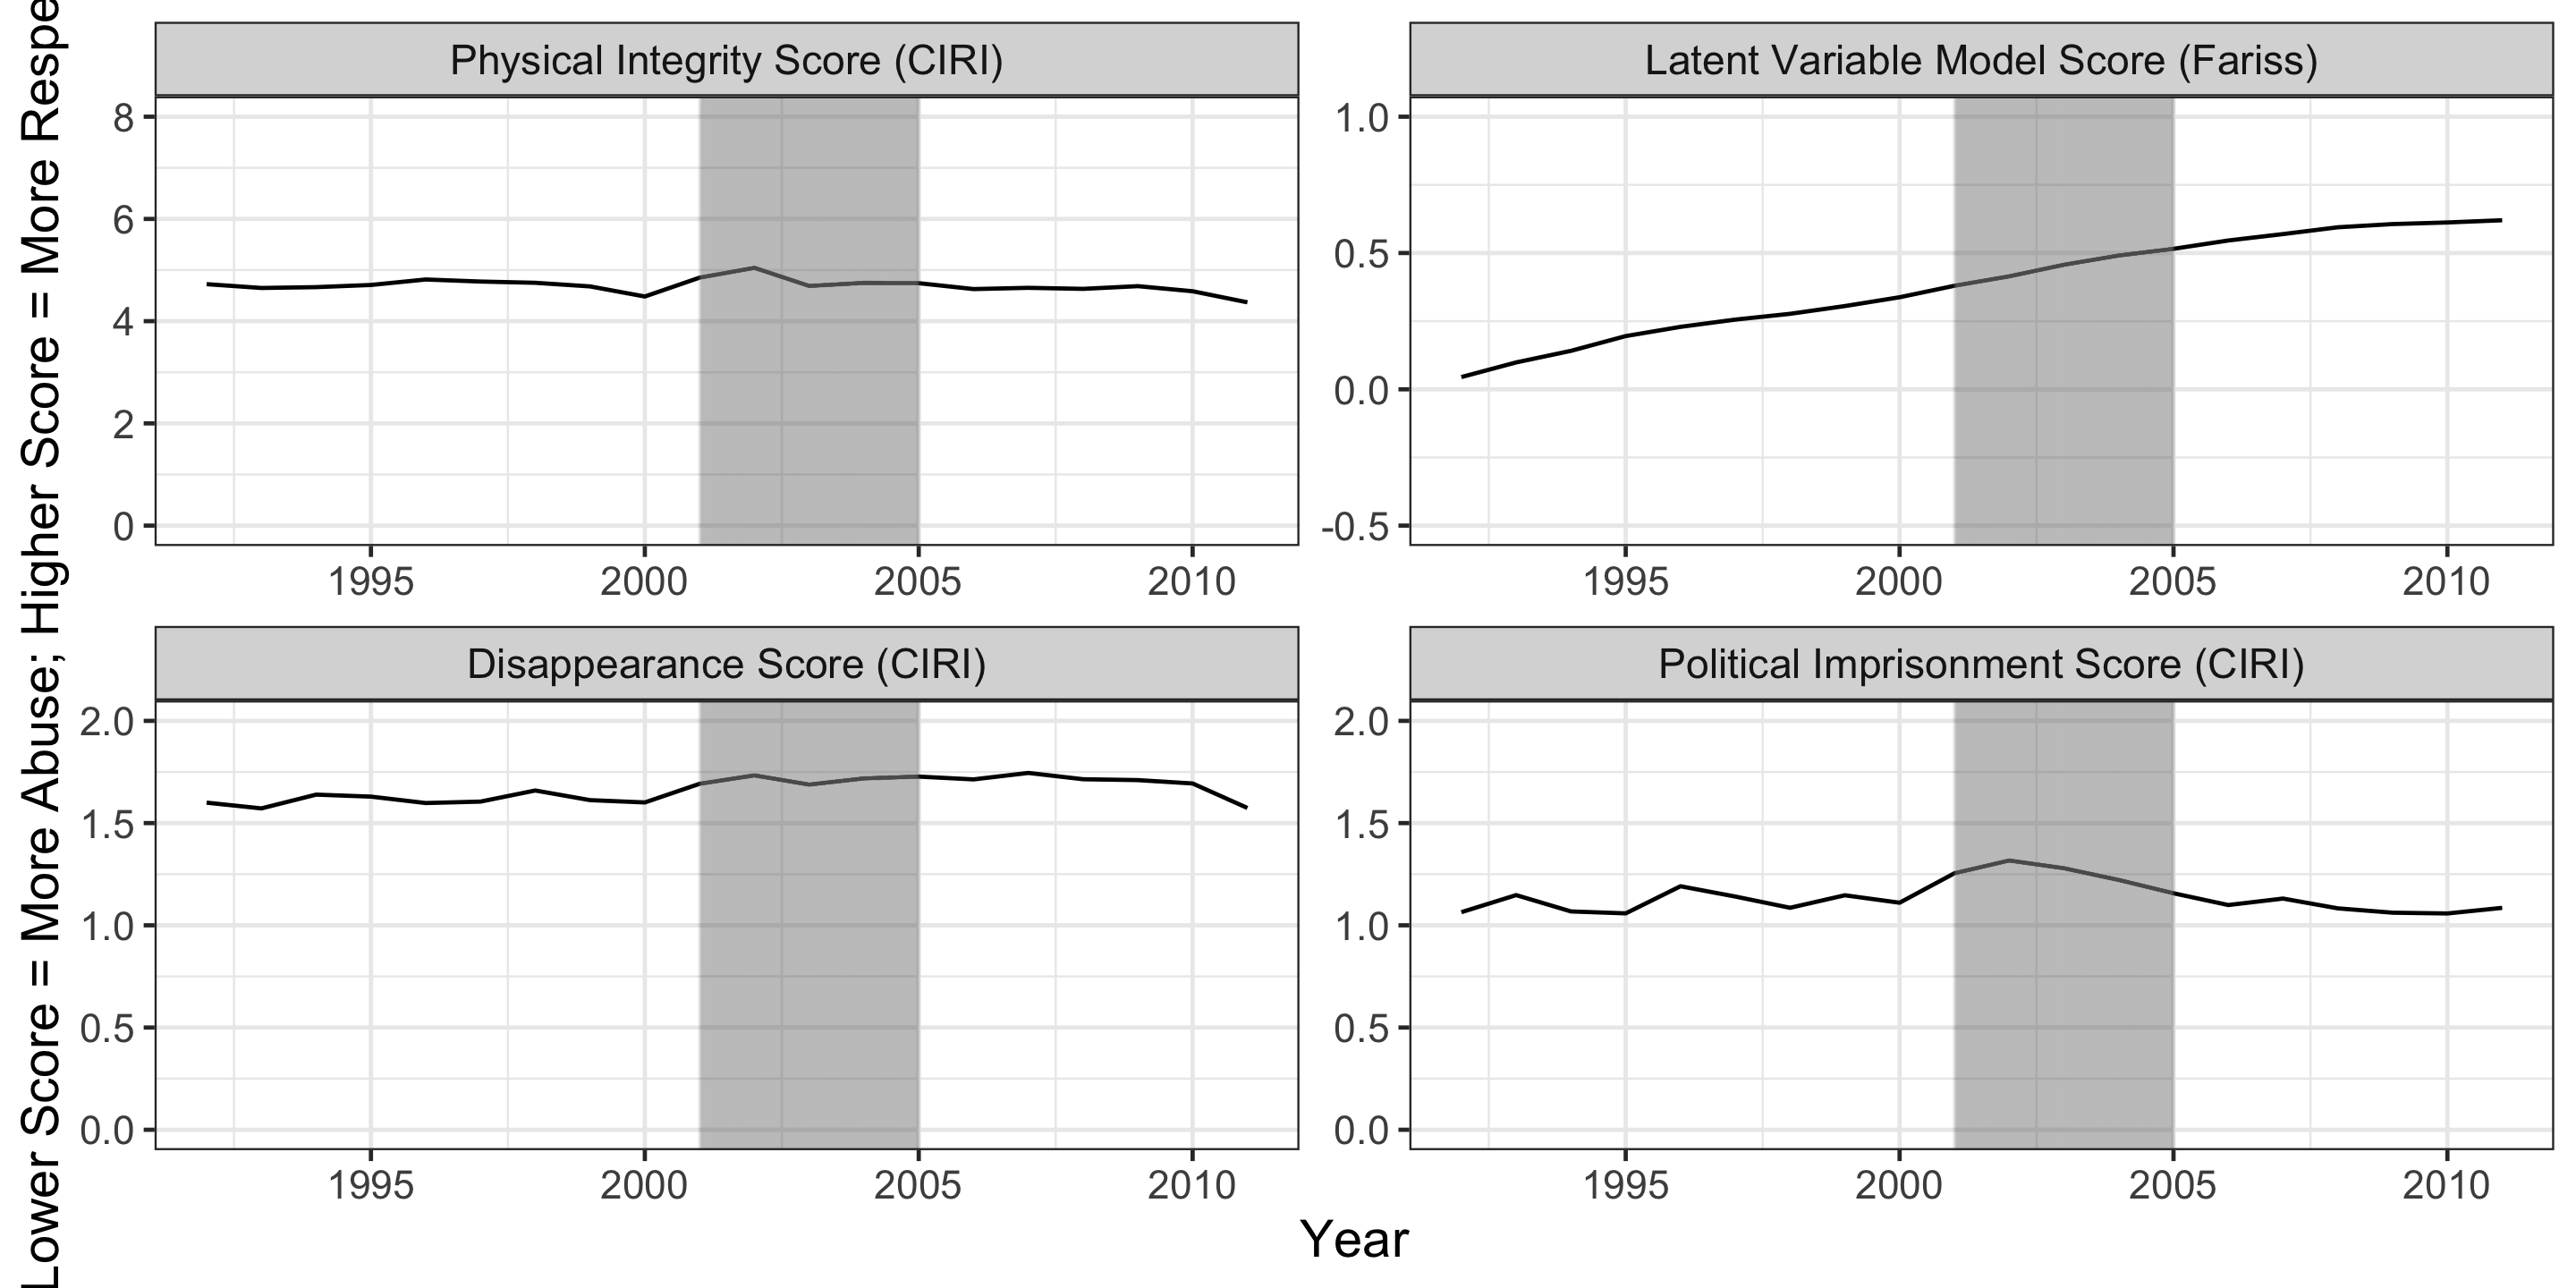 Lower Score = More Abuse; Higher Score = More
Physical Integrity Score (CIRI)
8
6
4
2
0
1995 2000 2005 2010
Latent Variable Model Score (Fariss)
1.0
0.5
0.0
-0.5
1995 2000 2005 2010
Disappearance Score (CIRI)
2.0
1.5
1.0
0.5
0.0
1995 2000 2005 2010
Political Imprisonment Score (CIRI)
2.0
1.5
1.0
0.5
0.0
1995 2000 2005 2010
Year